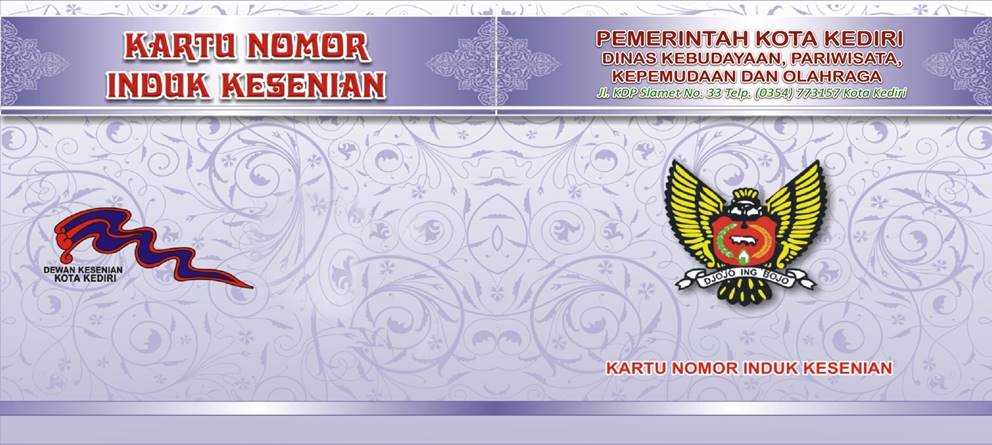 KARTU NOMOR
INDUK KESENIAN
DEWAN KESENIAN
KOTA KEDIRI
PEMERINTAH KOTA KEDIRI
DINAS KEBUDAYAAN, PARIWISATA,
KEPEMUDAAN DAN OLAHRAGA
Jl. KDP Slamet No. 33 Telp. (0354) 773157 Kota Kediri
DJOJO ING BOJO
KARTU NOMOR INDUK KESENIAN